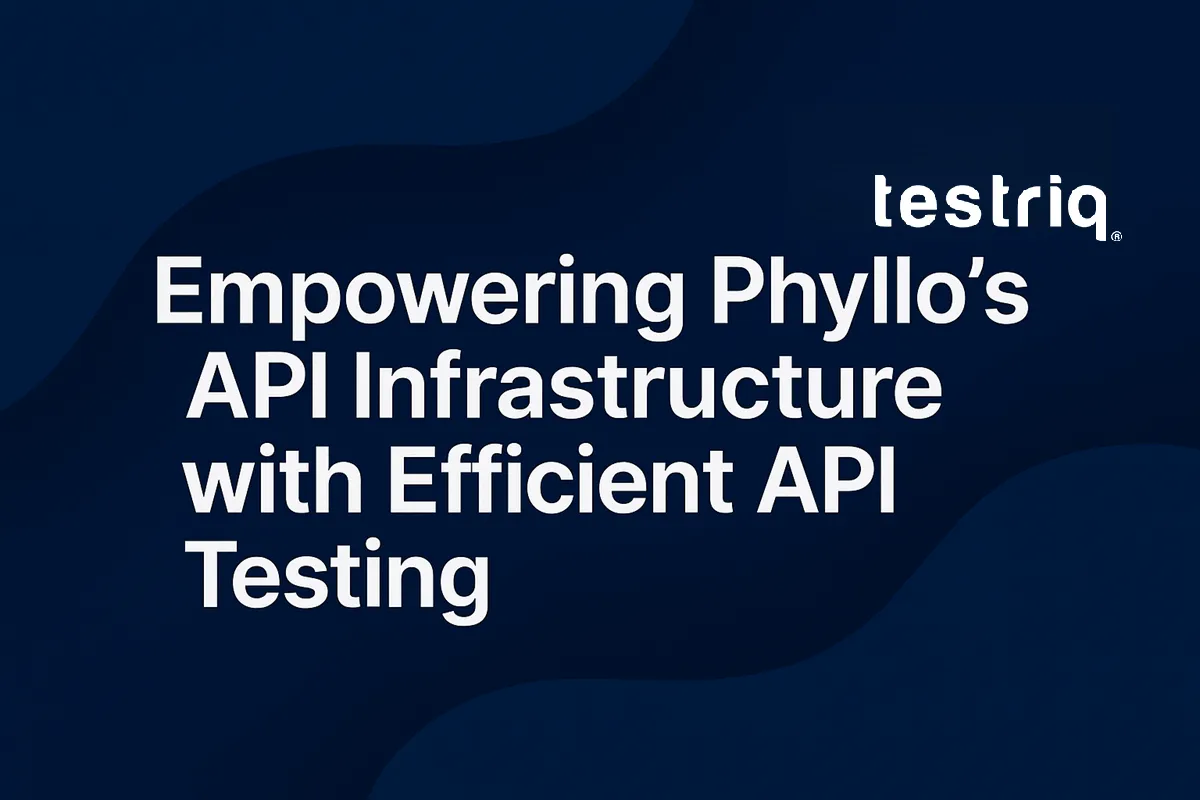 testriq®
Empowering Phyllo’s
API Infrastructure
with Efficient API
Testing